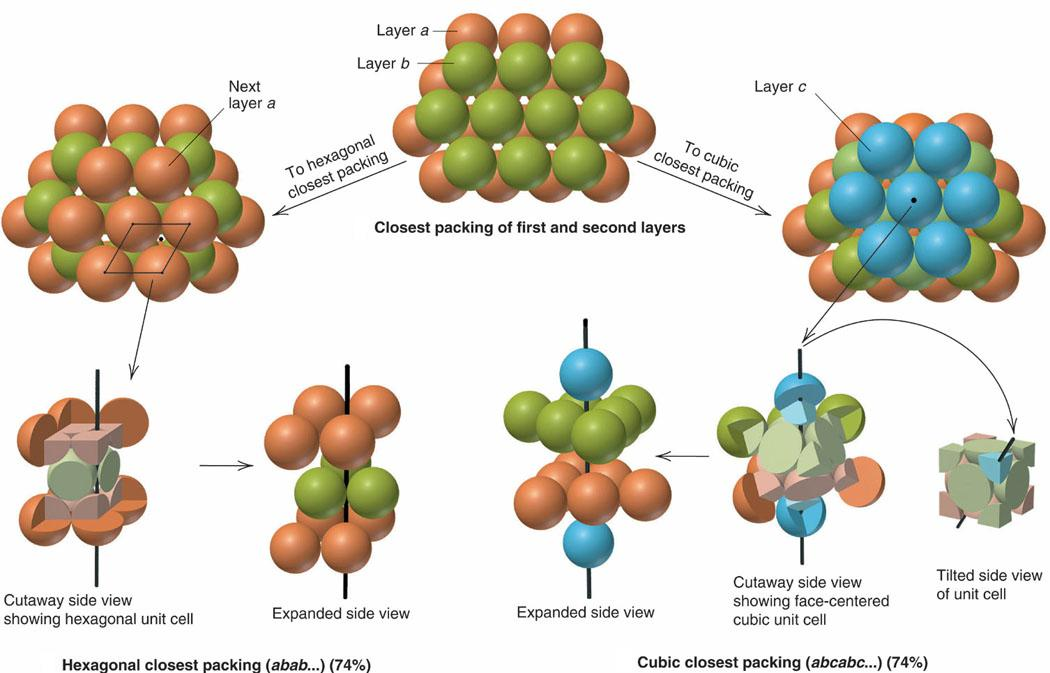 Layer a
Layer b
Next
layer a
Layer c
To hexagonal
closest packing
To cubic
closest packing
Closest packing of first and second layers
Cutaway side view
showing hexagonal unit cell
Expanded side view
Expanded side view
Cutaway side view
showing face-centered
cubic unit cell
Tilted side view
of unit cell
Hexagonal closest packing (abab...) (74%)
Cubic closest packing (abcabc...) (74%)